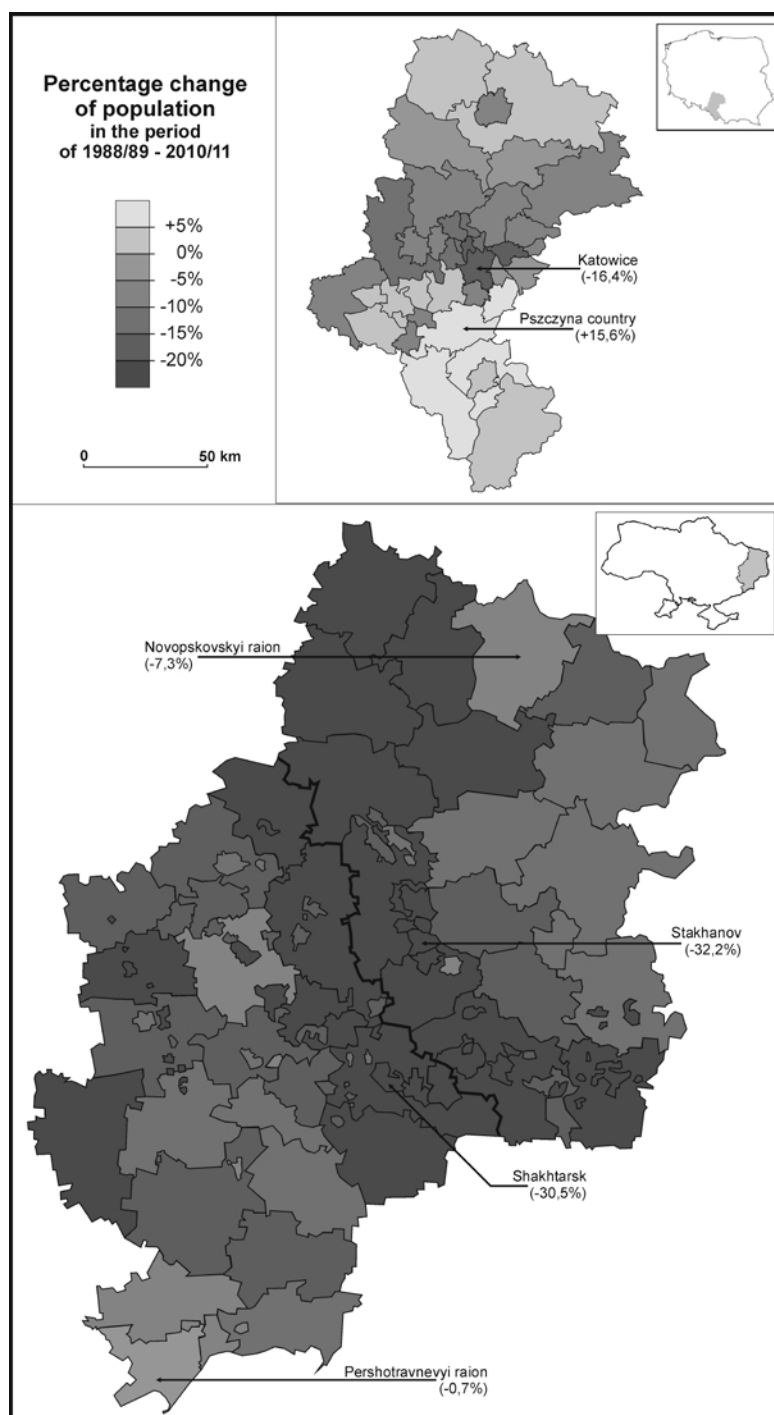 Percentage change
of population
in the period
of 1988/89 - 2010/11
+5%
0%
-5%
-10%
-15%
-20%
0 50 km
Katowice
(-16,4%)
Pszczyna country
(+15,6%)
Novopskovskyi raion
(-7,3%)
Stakhanov
(-32,2%)
Shakhtarsk
(-30,5%)
Pershotravnevyi raion
(-0,7%)